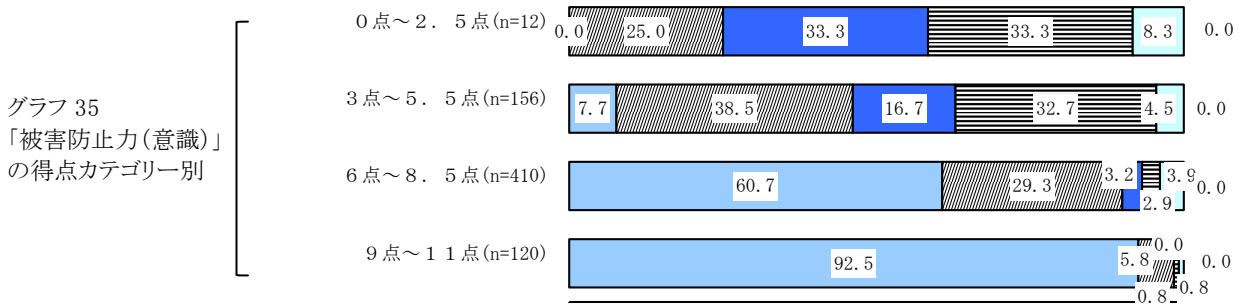 グラフ 35
「被害防止力(意識)」
の得点カテゴリー別
0点～2．5点(n=12)
0.0 25.0 33.3 33.3 8.3 0.0
3点～5．5点(n=156)
7.7 38.5 16.7 32.7 4.5 0.0
6点～8．5点(n=410)
60.7 29.3 3.2 2.9 3.9 0.0
9点～11点(n=120)
92.5 5.8 0.8 0.0 0.8 0.0